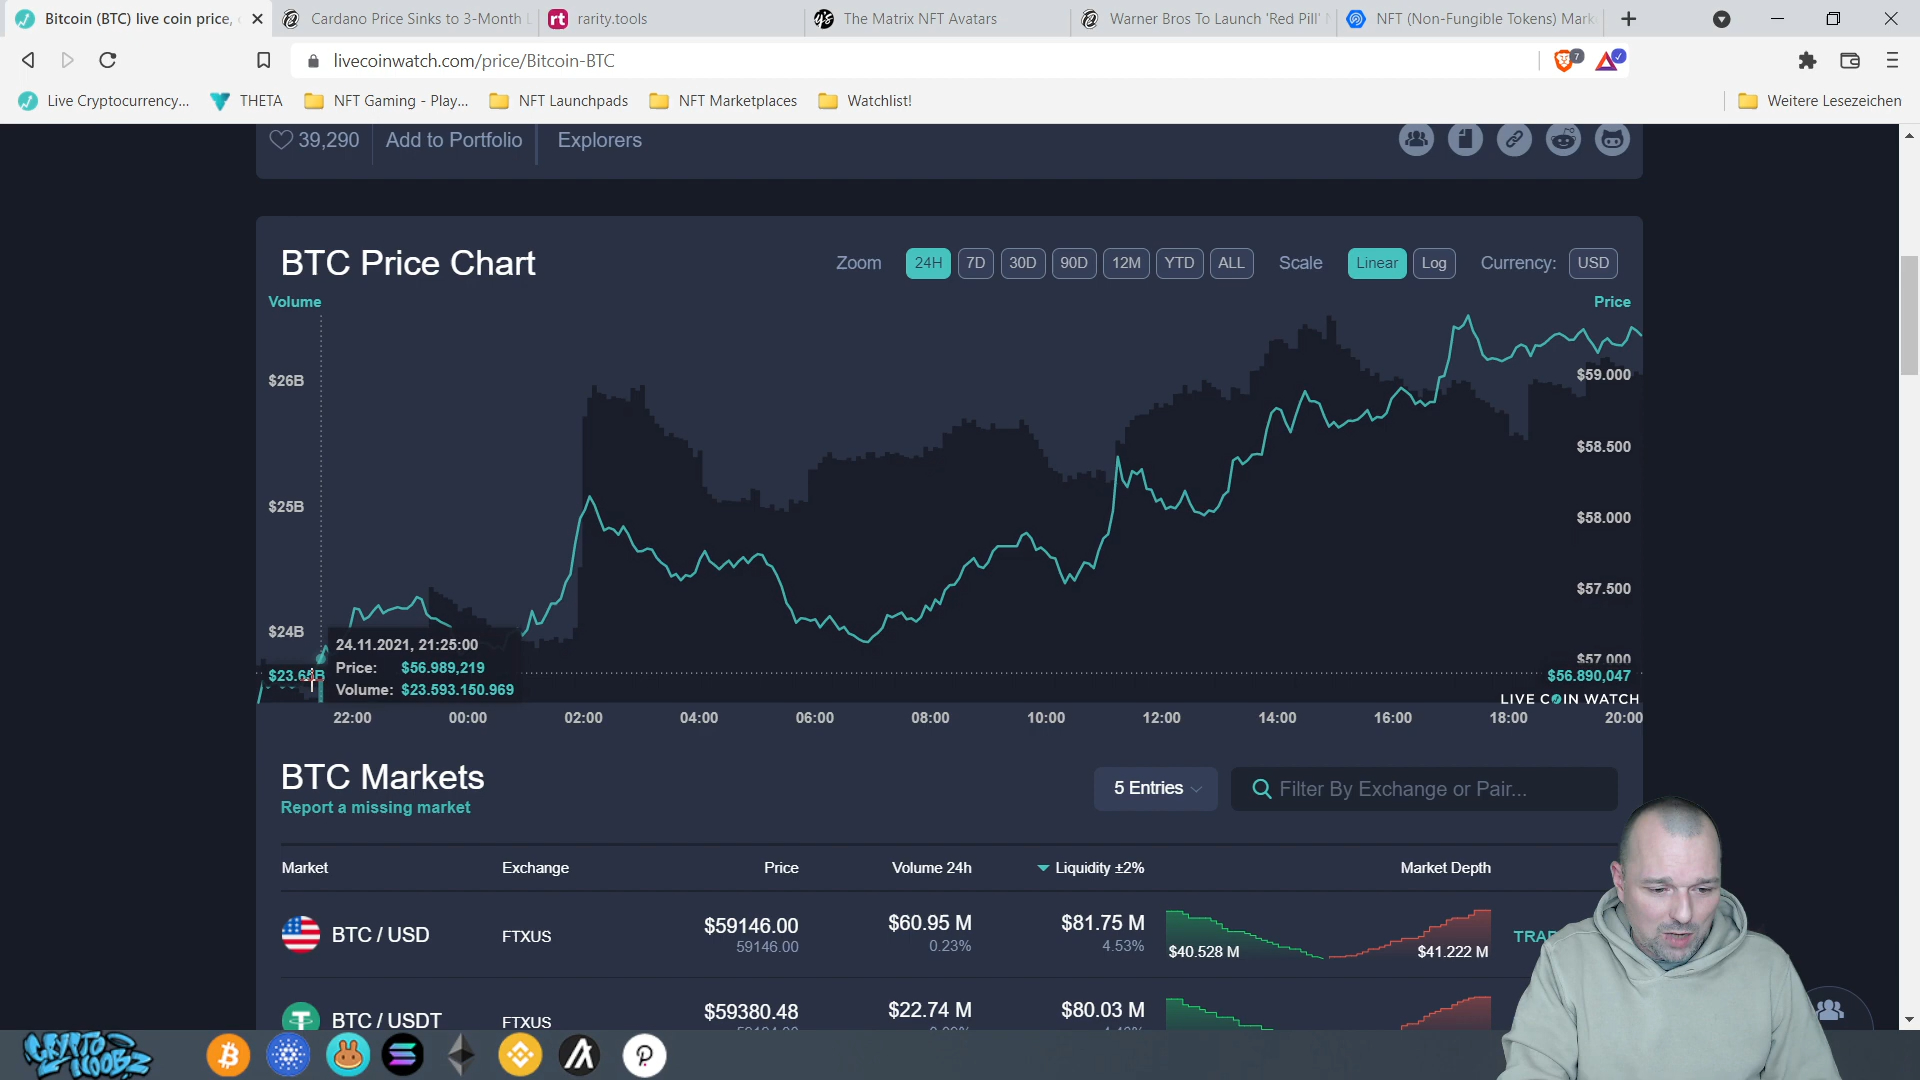 Bitcoin (BTC) live coin price,
Cardano Price Sinks to 3-Month L
rt rarity.tools
The Matrix NFT Avatars
Warner Bros To Launch 'Red Pill' N
NFT (Non-Fungible Tokens) Mark
livecoinwatch.com/price/Bitcoin-BTC
7
Live Cryptocurrency...
THETA
NFT Gaming - Play...
NFT Launchpads
NFT Marketplaces
Watchlist!
Weitere Lesezeichen
39,290
Add to Portfolio
Explorers
BTC Price Chart
Zoom 24H 7D 30D 90D 12M YTD ALL
Scale Linear Log
Currency: USD
Volume
Price
$26B
$59.000
$58.500
$25B
$58.000
$57.500
$24B
24.11.2021, 21:25:00
$57.000
Price: $56.989,219
$56.890,047
Volume: $23.593.150.969
LIVE COIN WATCH
22:00 00:00 02:00 04:00 06:00 08:00 10:00 12:00 14:00 16:00 18:00 20:00
BTC Markets
Report a missing market
5 Entries
Filter By Exchange or Pair...
Market Exchange Price Volume 24h Liquidity ±2% Market Depth
BTC / USD FTXUS $59146.00 $60.95 M $81.75 M
59146.00 0.23% 4.53%
$40.528 M $41.222 M
BTC / USDT FTXUS $59380.48 $22.74 M $80.03 M
CRYPTO NOOBZ